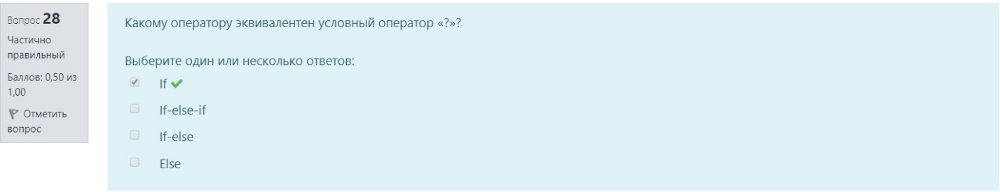 Вопрос 28
Частично
правильный
Баллов: 0,50 из
1,00
Отметить
вопрос
Какому оператору эквивалентен условный оператор «?»?
Выберите один или несколько ответов:
If
If-else-if
If-else
Else